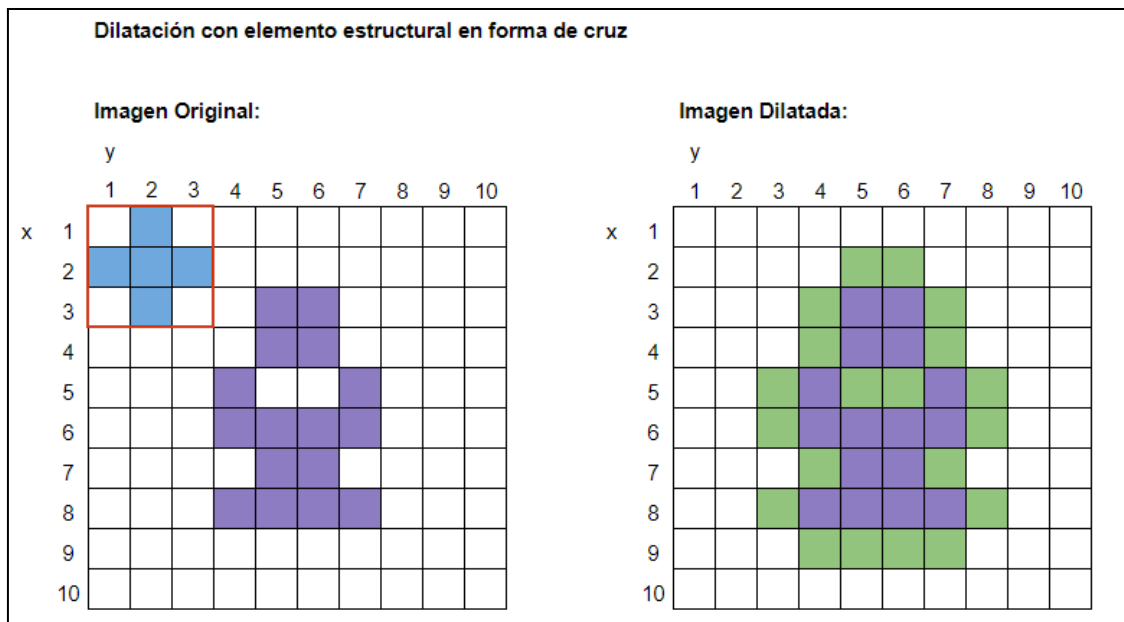 Dilatación con elemento estructural en forma de cruz
Imagen Original: Imagen Dilatada:
y y
1 2 3 4 5 6 7 8 9 10 1 2 3 4 5 6 7 8 9 10
x 1 x 1
2 2
3 3
4 4
5 5
6 6
7 7
8 8
9 9
10 10